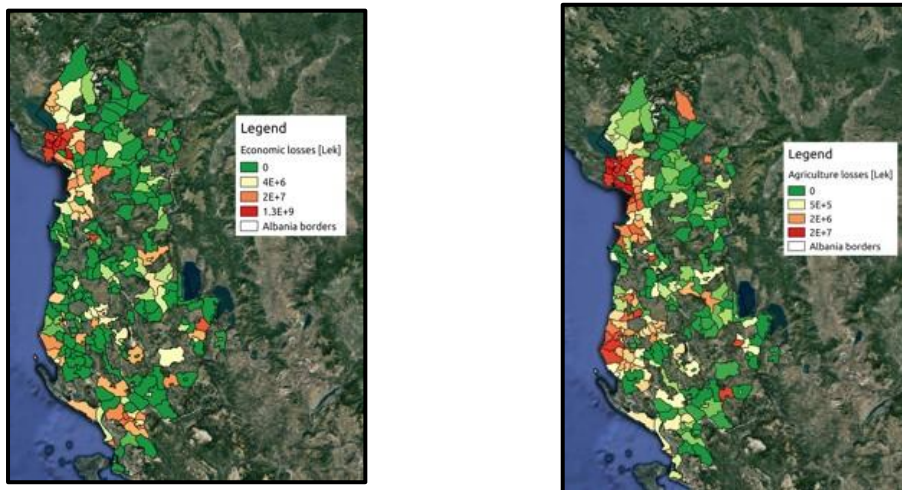 Legend
Economic losses [Lek]
0
4E+6
2E+7
1.3E+9
Albania borders
Legend
Agriculture losses [Lek]
0
5E+5
2E+6
2E+7
Albania borders